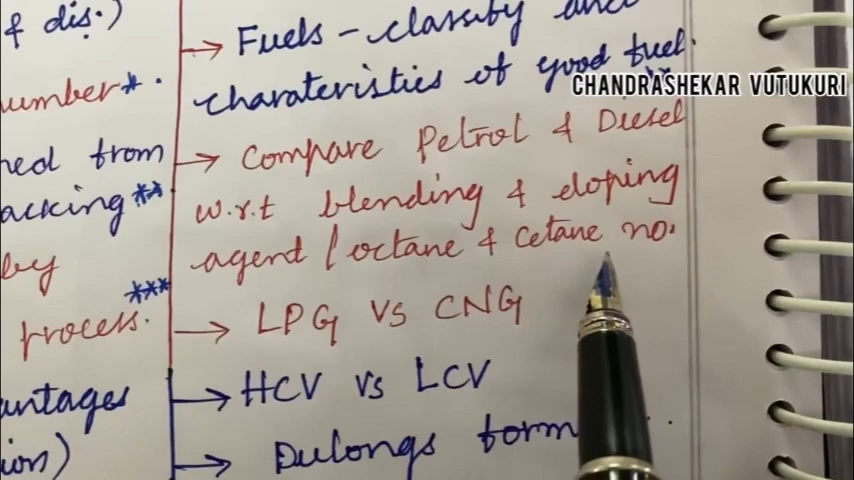 & dis.)
umber* .
ned from
acking **
by
process. ***
antages
ion)
→ Fuels - classify and
charateristics of good fuel.
CHANDRASHEKAR VUTUKURI
→ Compare Petrol & Diesel
w.r.t blending & doping
agent / octane & cetane no.
→ LPG vs CNG
→ HCV vs LCV
→ Dulongs form